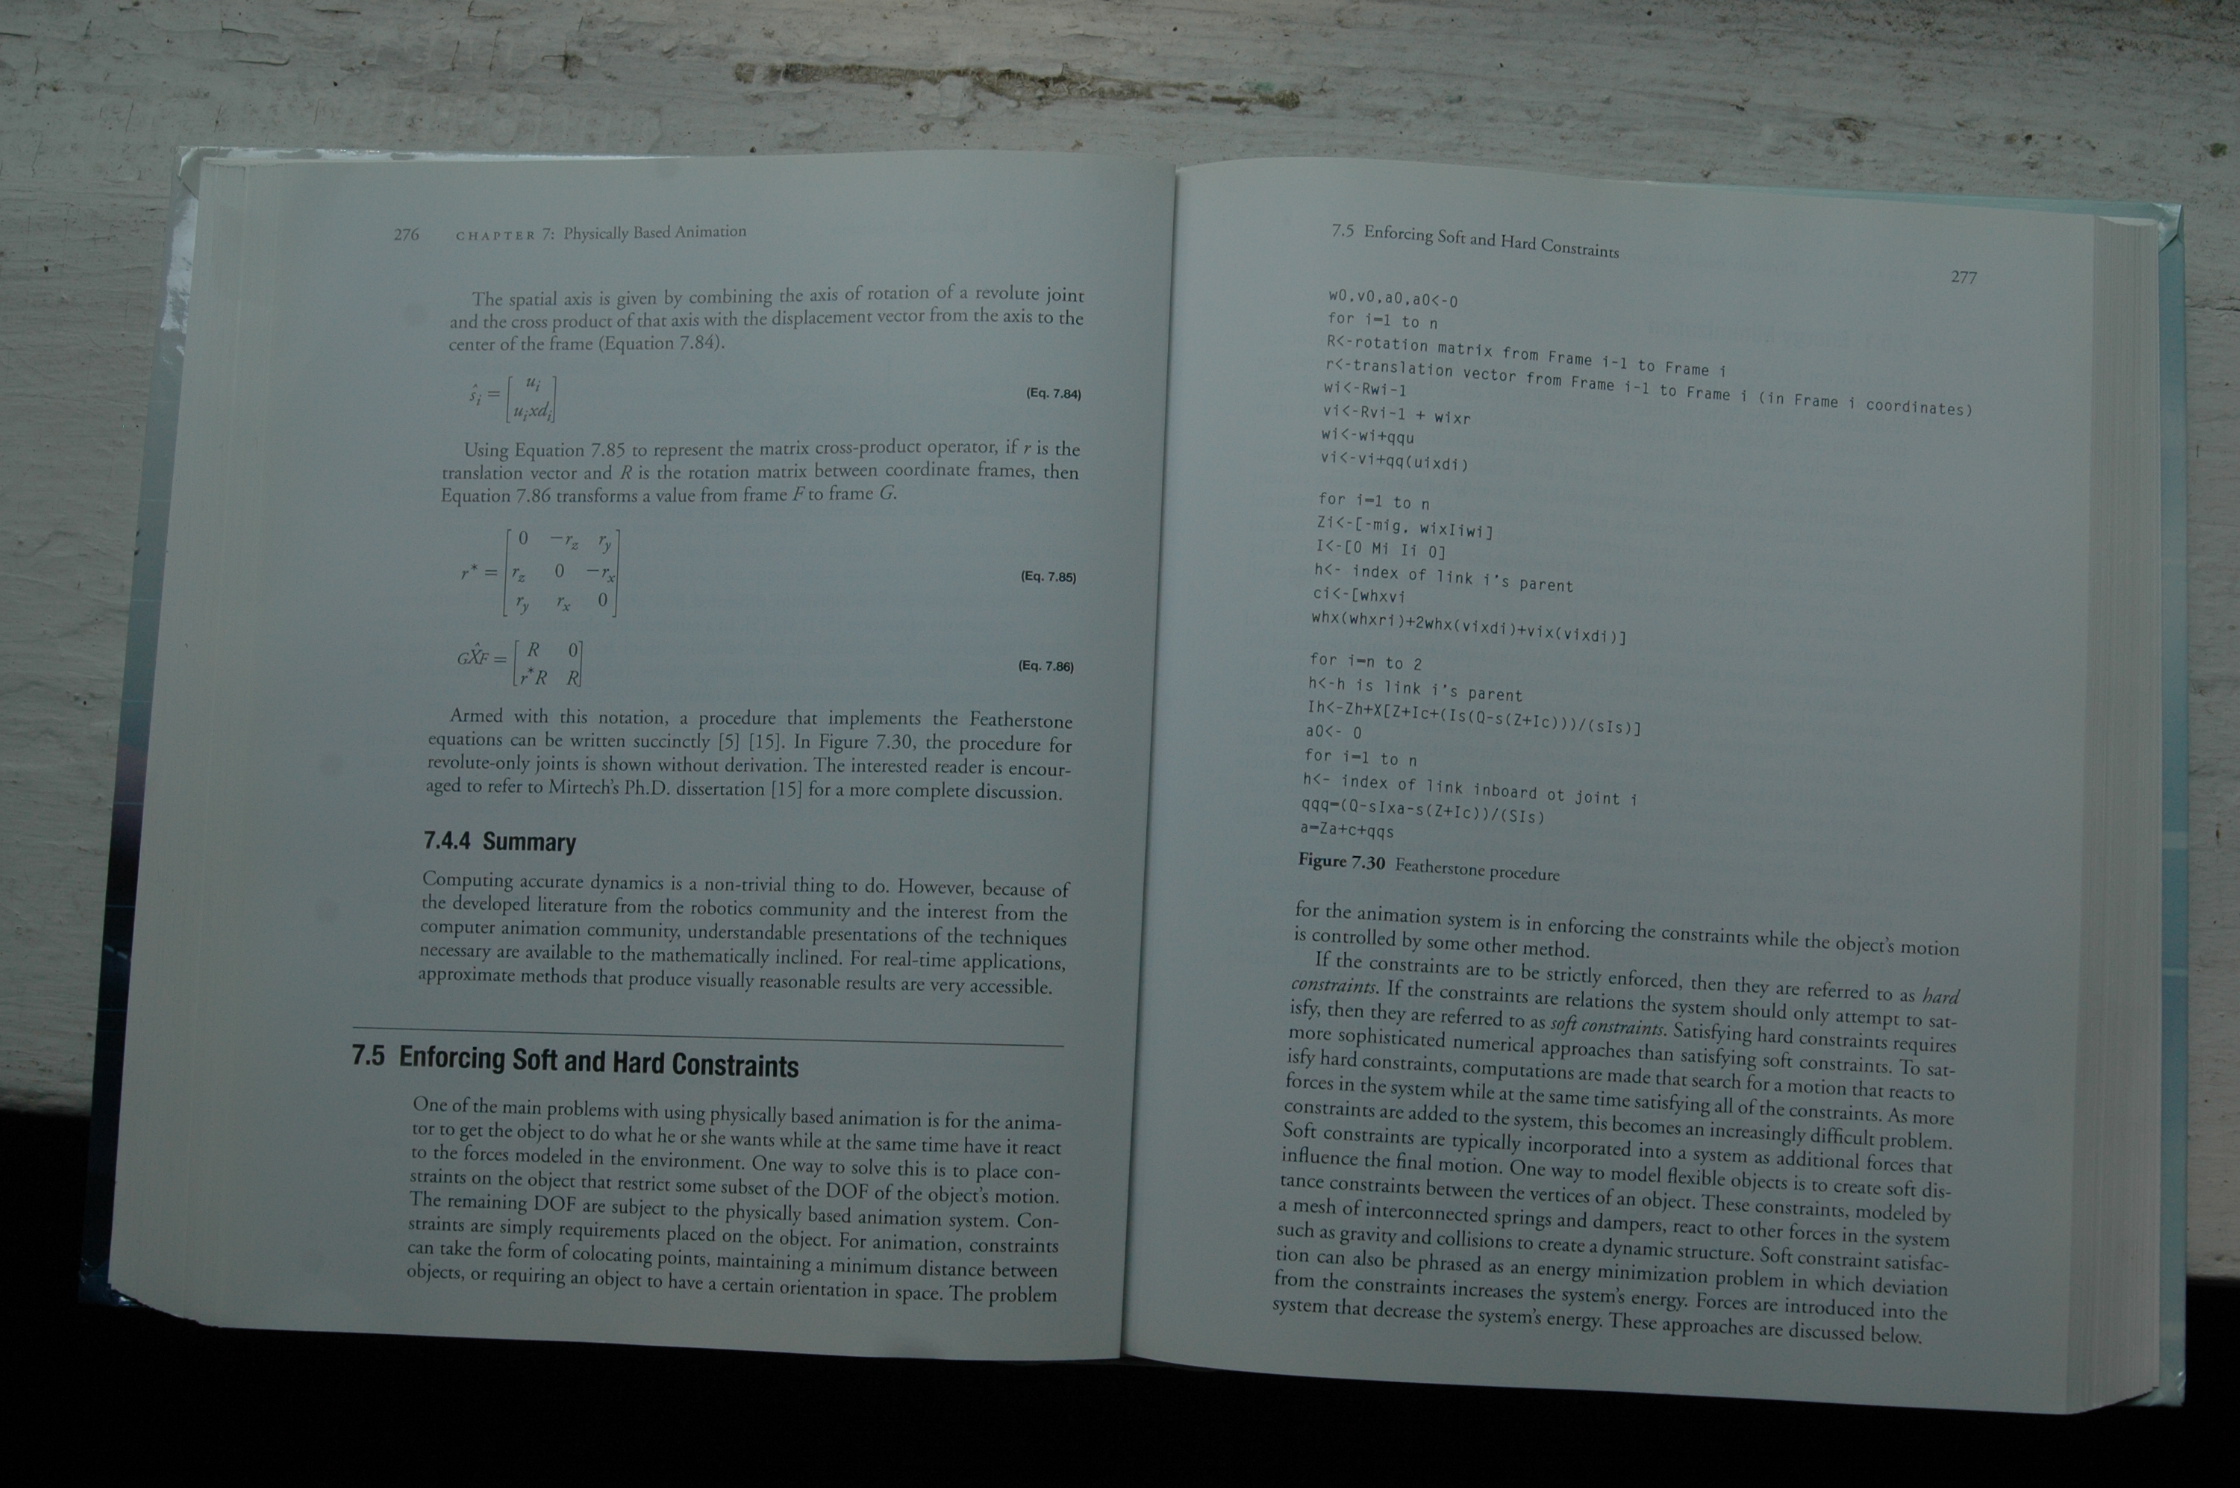 276 CHAPTER 7: Physically Based Animation
The spatial axis is given by combining the axis of rotation of a revolute joint
and the cross product of that axis with the displacement vector from the axis to the
center of the frame (Equation 7.84).
ŝi = [ ui
uixdi ] (Eq. 7.84)
Using Equation 7.85 to represent the matrix cross-product operator, if r is the
translation vector and R is the rotation matrix between coordinate frames, then
Equation 7.86 transforms a value from frame F to frame G.
[ 0 −rz ry ]
r* = [ rz 0 −rx ] (Eq. 7.85)
[ ry rx 0 ]
GX̂F = [ R 0
r*R R ] (Eq. 7.86)
Armed with this notation, a procedure that implements the Featherstone
equations can be written succinctly [5] [15]. In Figure 7.30, the procedure for
revolute-only joints is shown without derivation. The interested reader is encour-
aged to refer to Mirtech's Ph.D. dissertation [15] for a more complete discussion.
7.4.4 Summary
Computing accurate dynamics is a non-trivial thing to do. However, because of
the developed literature from the robotics community and the interest from the
computer animation community, understandable presentations of the techniques
necessary are available to the mathematically inclined. For real-time applications,
approximate methods that produce visually reasonable results are very accessible.
7.5 Enforcing Soft and Hard Constraints
One of the main problems with using physically based animation is for the anima-
tor to get the object to do what he or she wants while at the same time have it react
to the forces modeled in the environment. One way to solve this is to place con-
straints on the object that restrict some subset of the DOF of the object's motion.
The remaining DOF are subject to the physically based animation system. Con-
straints are simply requirements placed on the object. For animation, constraints
can take the form of colocating points, maintaining a minimum distance between
objects, or requiring an object to have a certain orientation in space. The problem
7.5 Enforcing Soft and Hard Constraints
277
w0,v0,a0,a0<-0
for i=1 to n
R<-rotation matrix from Frame i-1 to Frame i
r<-translation vector from Frame i-1 to Frame i (in Frame i coordinates)
wi<-Rwi-1
vi<-Rvi-1 + wixr
wi<-wi+qqu
vi<-vi+qq(uixdi)
for i=1 to n
Zi<-[-mig, wixIiwi]
I<-[0 Mi Ii 0]
h<- index of link i's parent
ci<-[whxvi
whx(whxri)+2whx(vixdi)+vix(vixdi)]
for i=n to 2
h<-h is link i's parent
Ih<-Zh+X[Z+Ic+(Is(Q-s(Z+Ic)))/(sIs)]
a0<- 0
for i=1 to n
h<- index of link inboard ot joint i
qqq=(Q-sIxa-s(Z+Ic))/(SIs)
a=Za+c+qqs
Figure 7.30 Featherstone procedure
for the animation system is in enforcing the constraints while the object's motion
is controlled by some other method.
If the constraints are to be strictly enforced, then they are referred to as hard
constraints. If the constraints are relations the system should only attempt to sat-
isfy, then they are referred to as soft constraints. Satisfying hard constraints requires
more sophisticated numerical approaches than satisfying soft constraints. To sat-
isfy hard constraints, computations are made that search for a motion that reacts to
forces in the system while at the same time satisfying all of the constraints. As more
constraints are added to the system, this becomes an increasingly difficult problem.
Soft constraints are typically incorporated into a system as additional forces that
influence the final motion. One way to model flexible objects is to create soft dis-
tance constraints between the vertices of an object. These constraints, modeled by
a mesh of interconnected springs and dampers, react to other forces in the system
such as gravity and collisions to create a dynamic structure. Soft constraint satisfac-
tion can also be phrased as an energy minimization problem in which deviation
from the constraints increases the system's energy. Forces are introduced into the
system that decrease the system's energy. These approaches are discussed below.